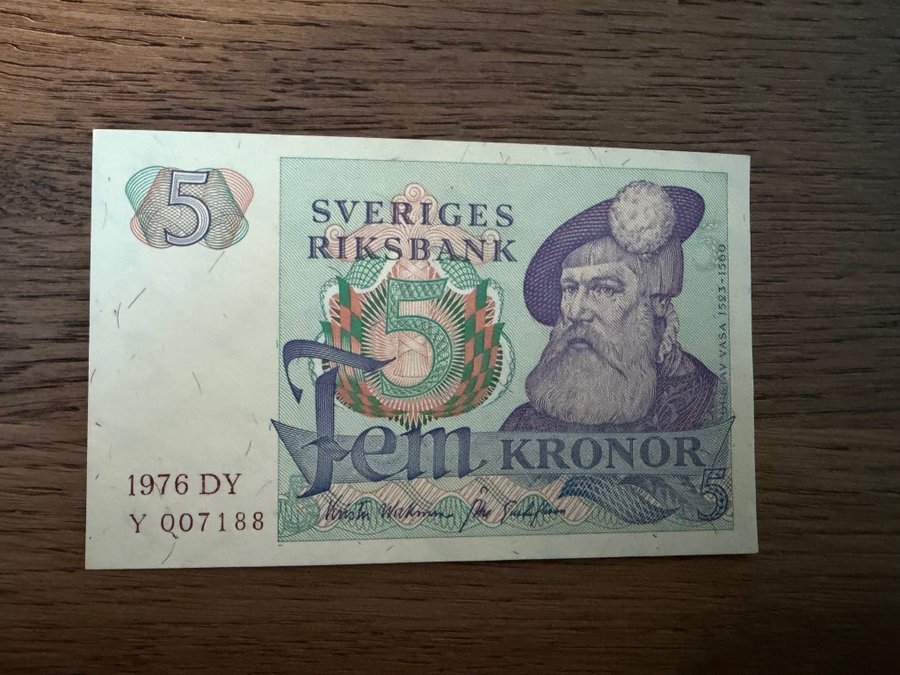 5
SVERIGES
RIKSBANK
5
Fem KRONOR
GUSTAV VASA 1523-1560
1976 DY
Y Q07188
5